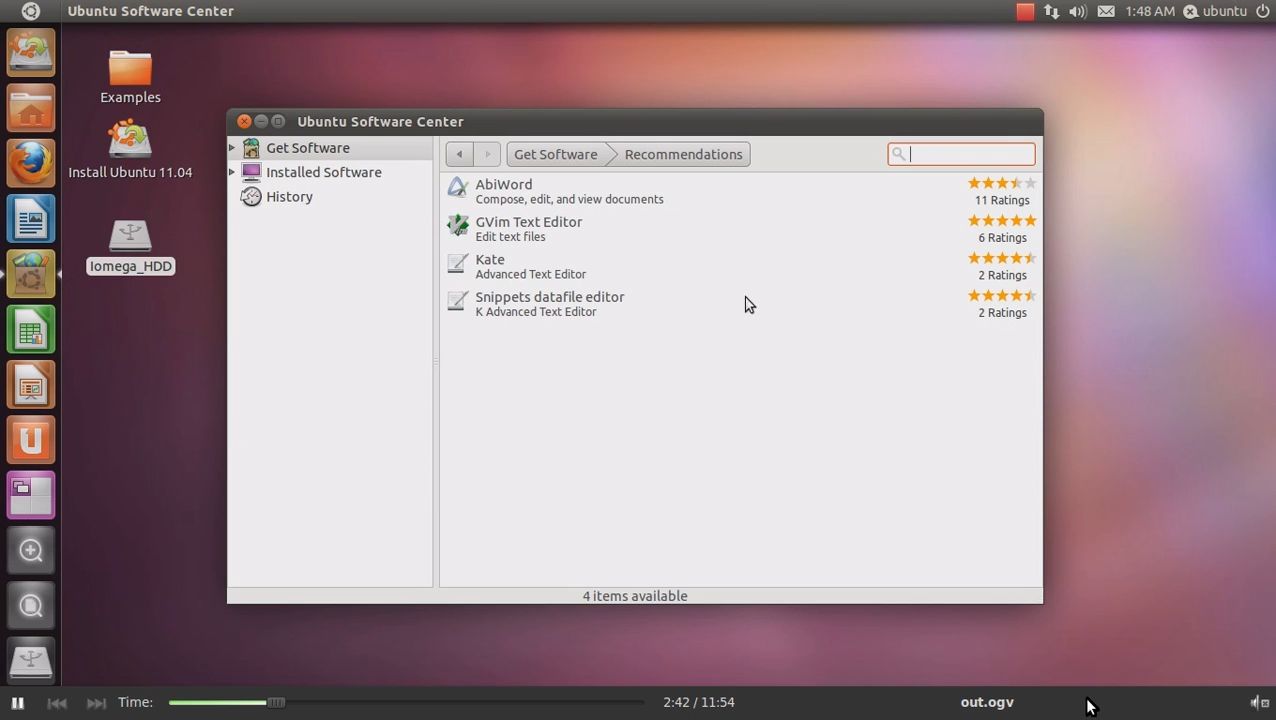 Ubuntu Software Center
1:48 AM
ubuntu
Examples
Install Ubuntu 11.04
Iomega_HDD
Ubuntu Software Center
Get Software
Installed Software
History
Get Software
Recommendations
AbiWord
Compose, edit, and view documents
11 Ratings
GVim Text Editor
Edit text files
6 Ratings
Kate
Advanced Text Editor
2 Ratings
Snippets datafile editor
K Advanced Text Editor
2 Ratings
4 items available
Time:
2:42 / 11:54
out.ogv